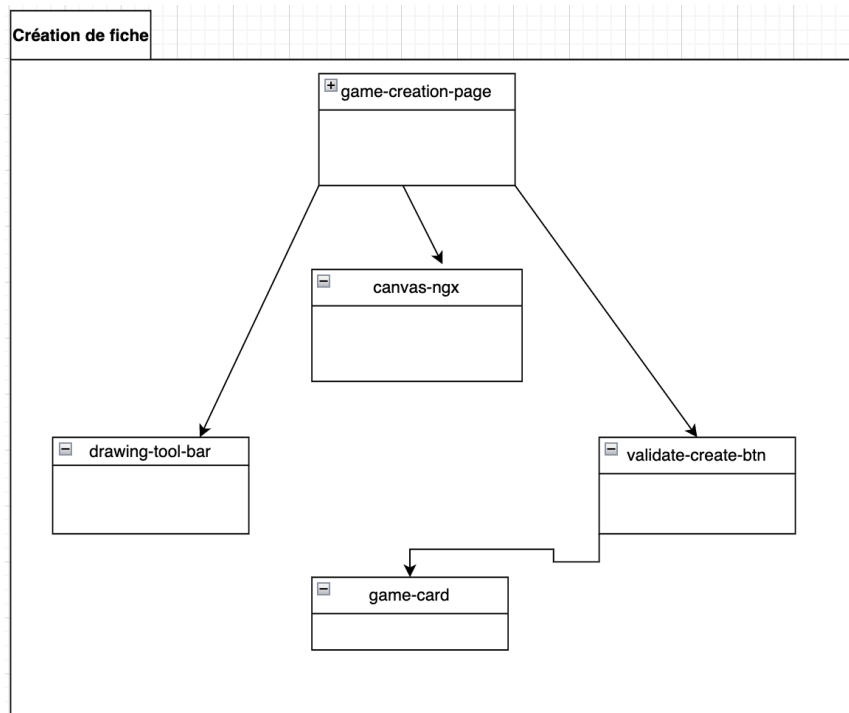 Création de fiche
game-creation-page
canvas-ngx
drawing-tool-bar
validate-create-btn
game-card